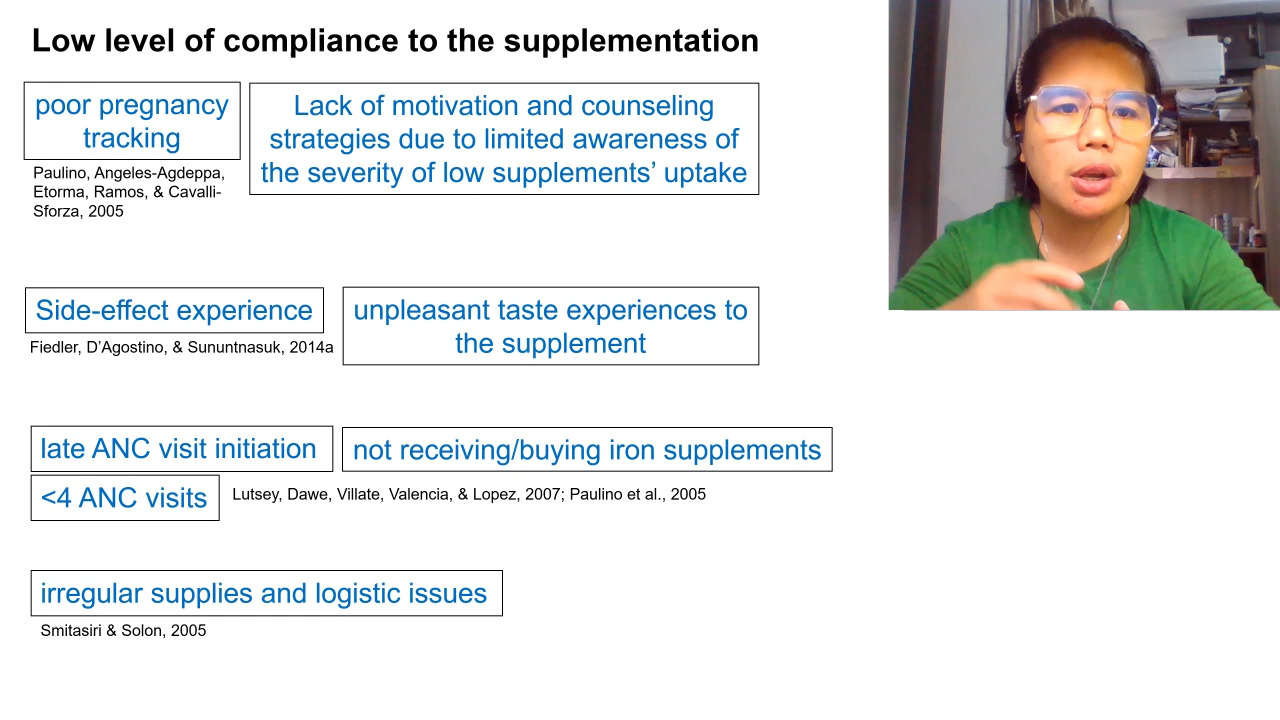 Low level of compliance to the supplementation
poor pregnancy
tracking
Paulino, Angeles-Agdeppa,
Etorma, Ramos, & Cavalli-
Sforza, 2005
Lack of motivation and counseling
strategies due to limited awareness of
the severity of low supplements’ uptake
Side-effect experience
Fiedler, D’Agostino, & Sununtnasuk, 2014a
unpleasant taste experiences to
the supplement
late ANC visit initiation
not receiving/buying iron supplements
<4 ANC visits
Lutsey, Dawe, Villate, Valencia, & Lopez, 2007; Paulino et al., 2005
irregular supplies and logistic issues
Smitasiri & Solon, 2005